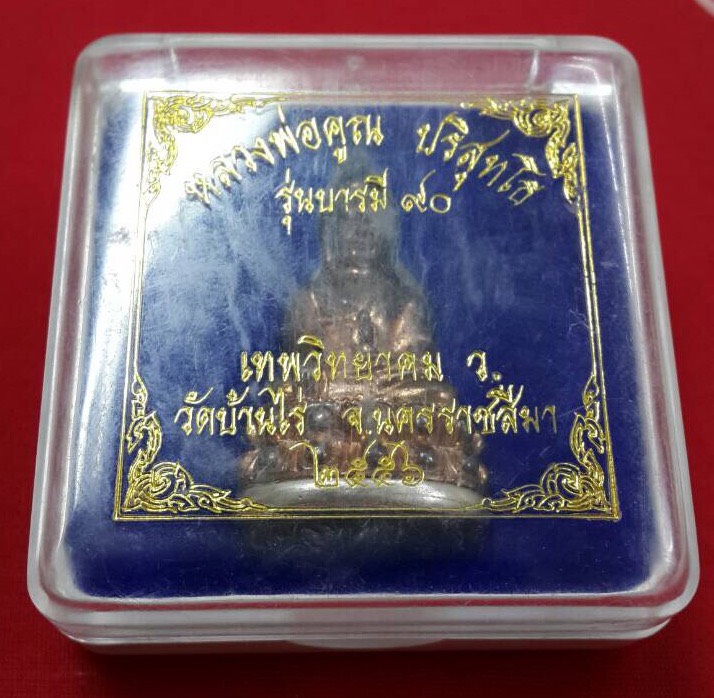 หลวงพ่อคูณ ปริสุทโธ
รุ่นบารมี ๙๐
เทพวิทยาคม ว.
วัดบ้านไร่ จ.นครราชสีมา
๒๕๕๖